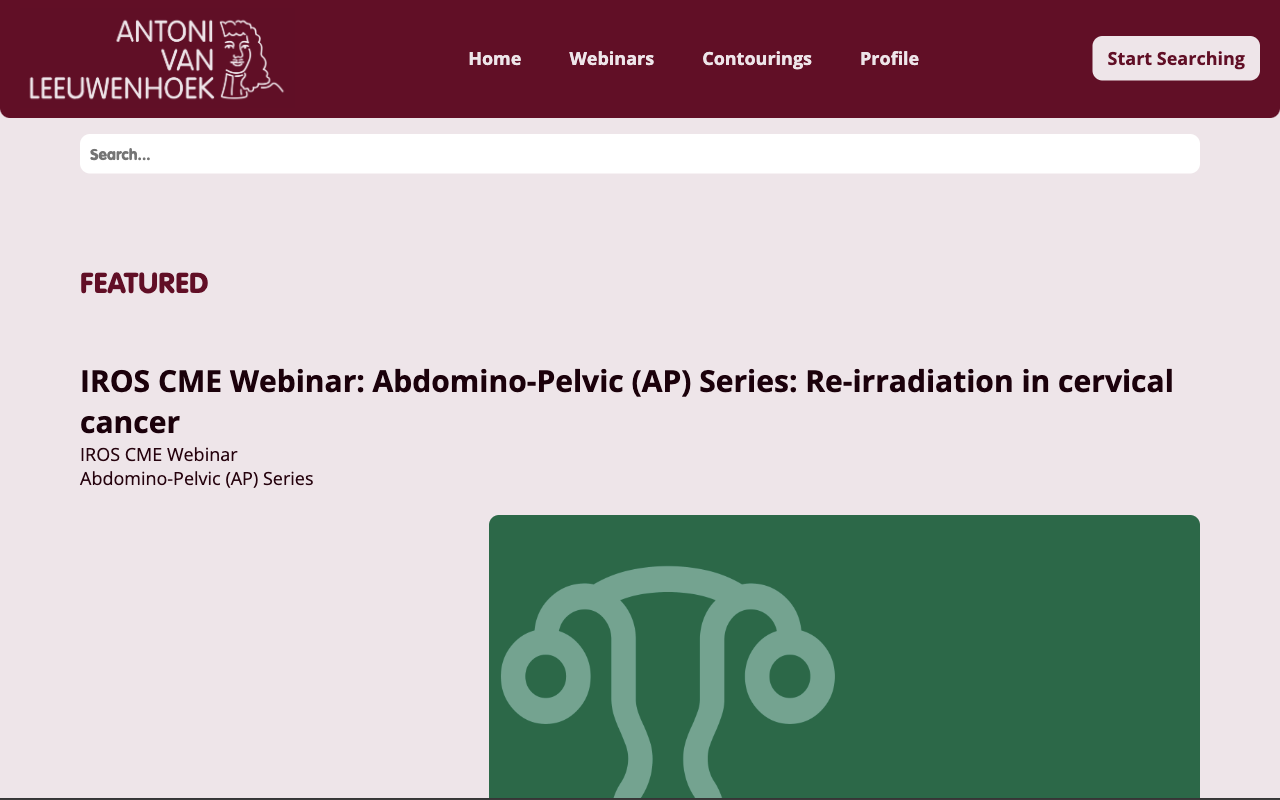 ANTONI
VAN
LEEUWENHOEK
Home
Webinars
Contourings
Profile
Start Searching
Search...
FEATURED
IROS CME Webinar: Abdomino-Pelvic (AP) Series: Re-irradiation in cervical
cancer
IROS CME Webinar
Abdomino-Pelvic (AP) Series